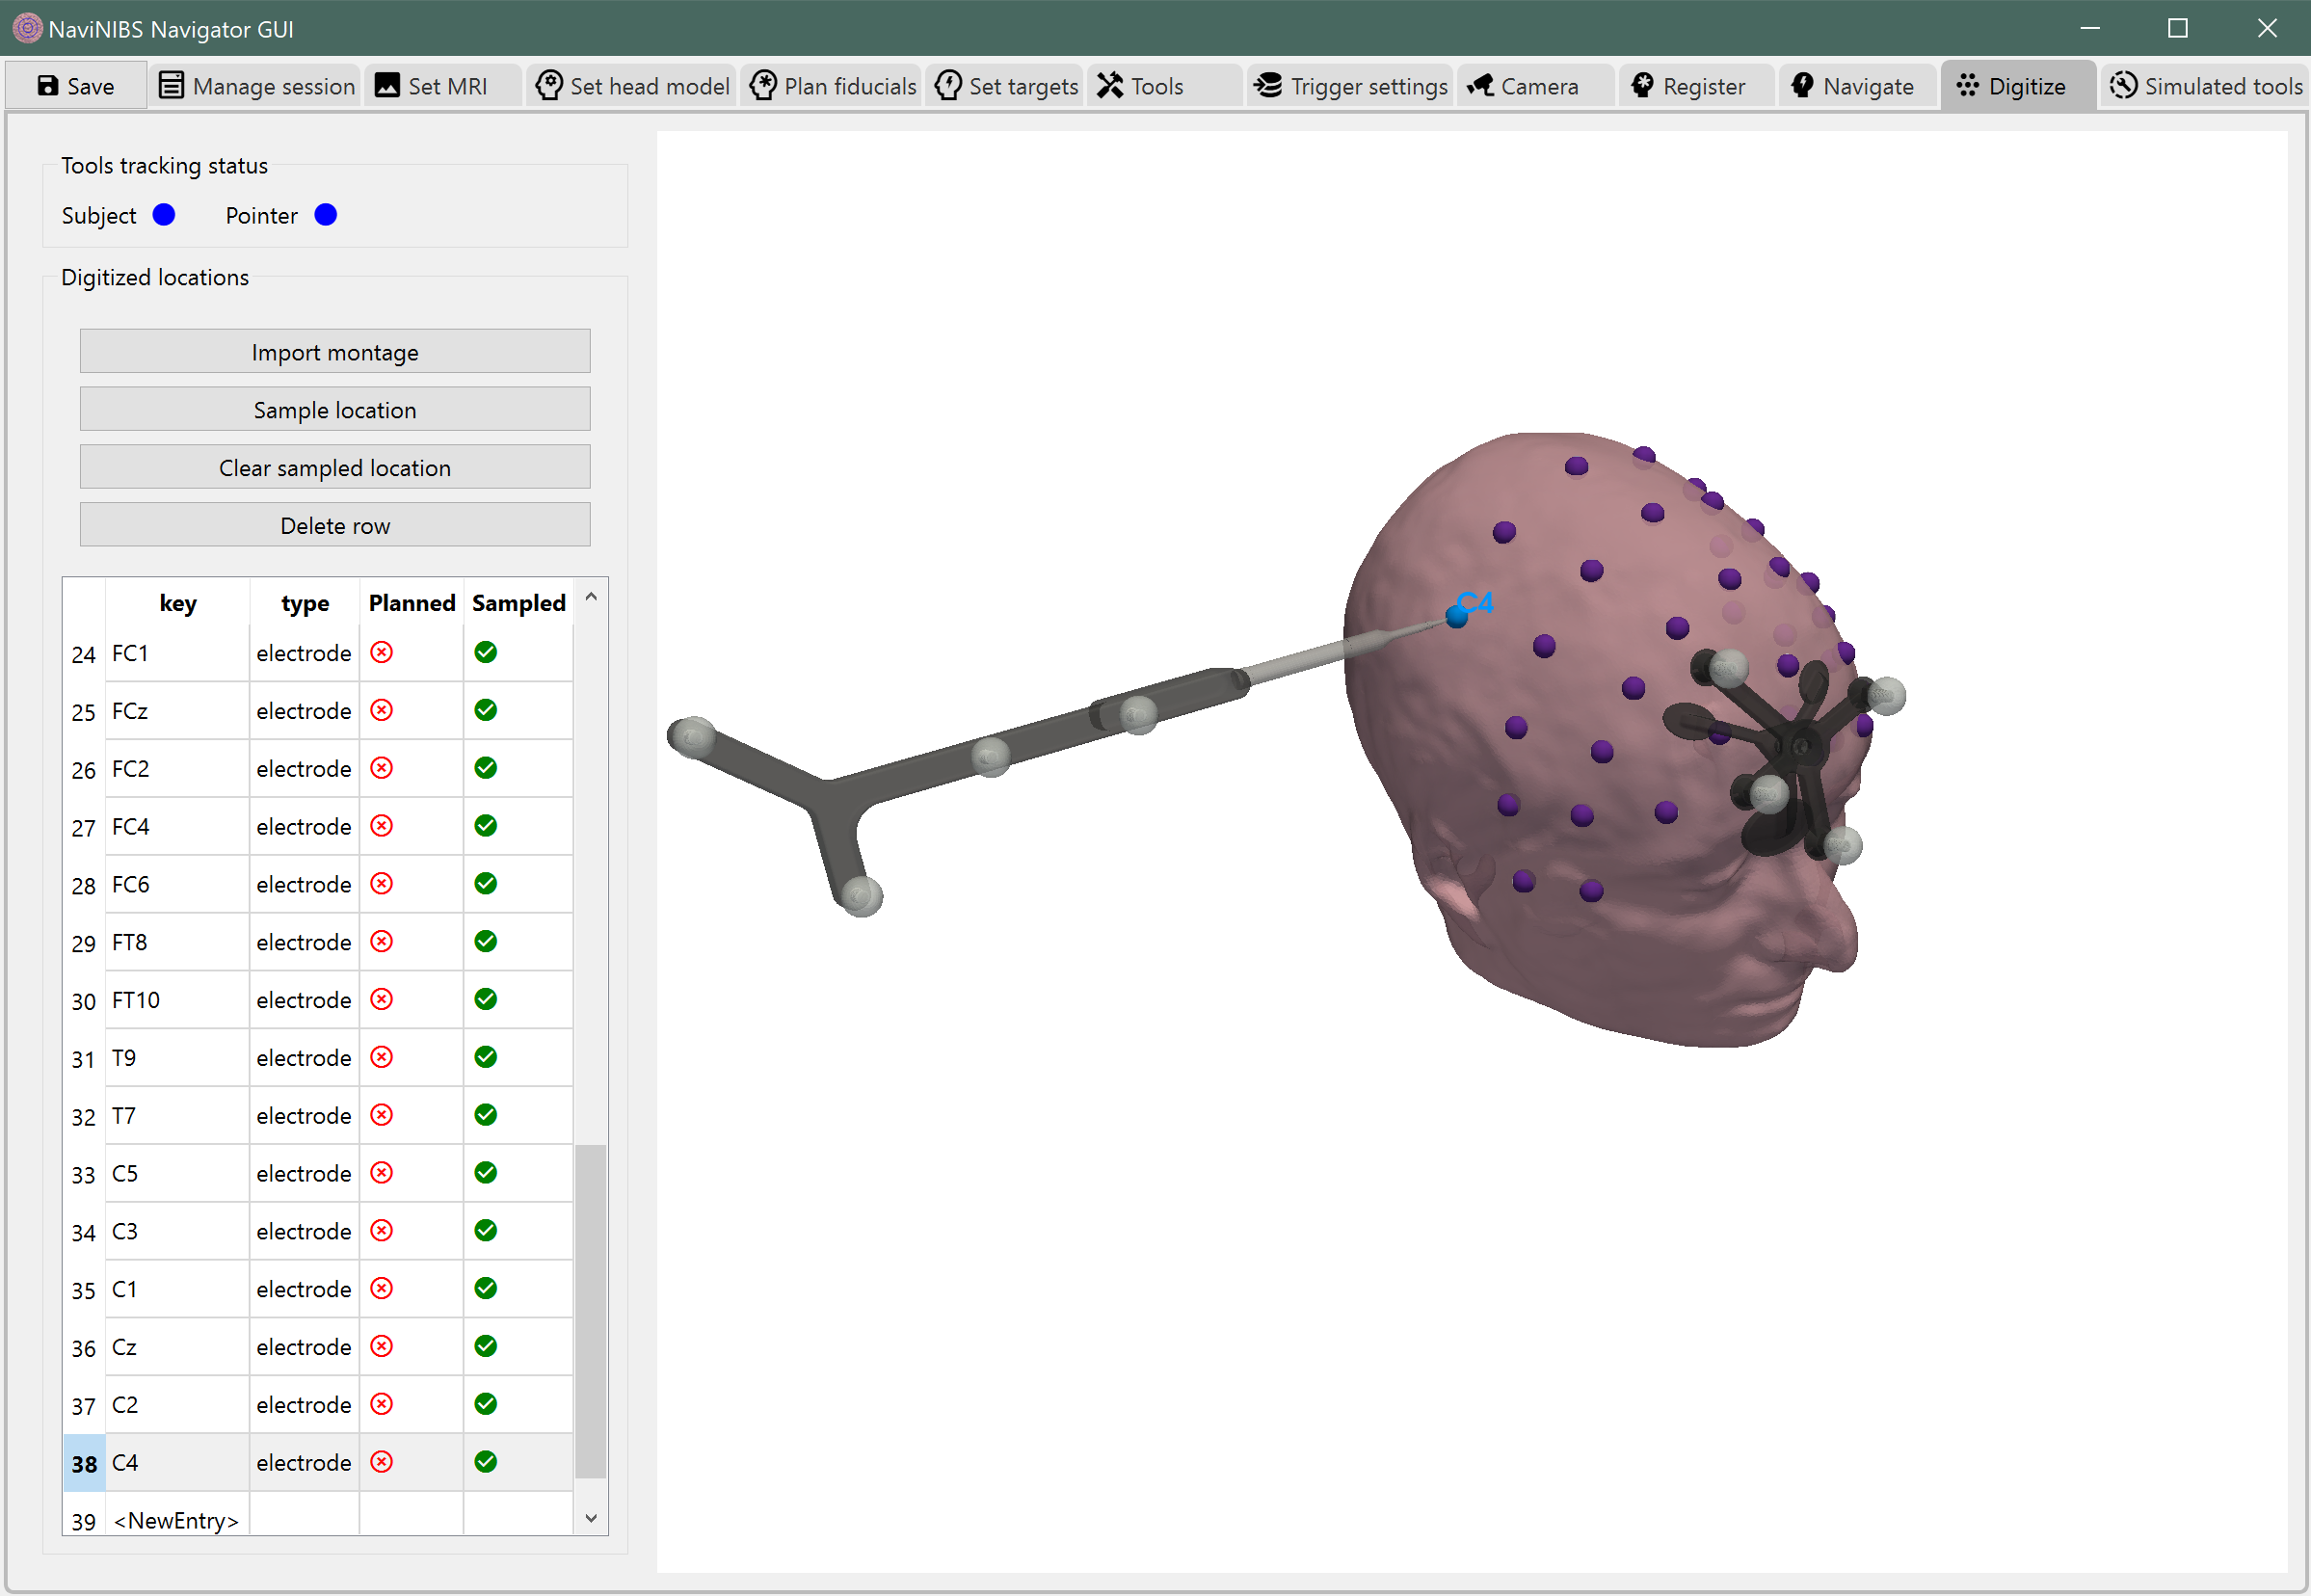 NaviNIBS Navigator GUI
Save Manage session Set MRI Set head model Plan fiducials Set targets Tools Trigger settings Camera Register Navigate Digitize Simulated tools
Tools tracking status
Subject Pointer
Digitized locations
Import montage
Sample location
Clear sampled location
Delete row
key type Planned Sampled
24 FC1 electrode
25 FCz electrode
26 FC2 electrode
27 FC4 electrode
28 FC6 electrode
29 FT8 electrode
30 FT10 electrode
31 T9 electrode
32 T7 electrode
33 C5 electrode
34 C3 electrode
35 C1 electrode
36 Cz electrode
37 C2 electrode
38 C4 electrode
39 <NewEntry>
C4